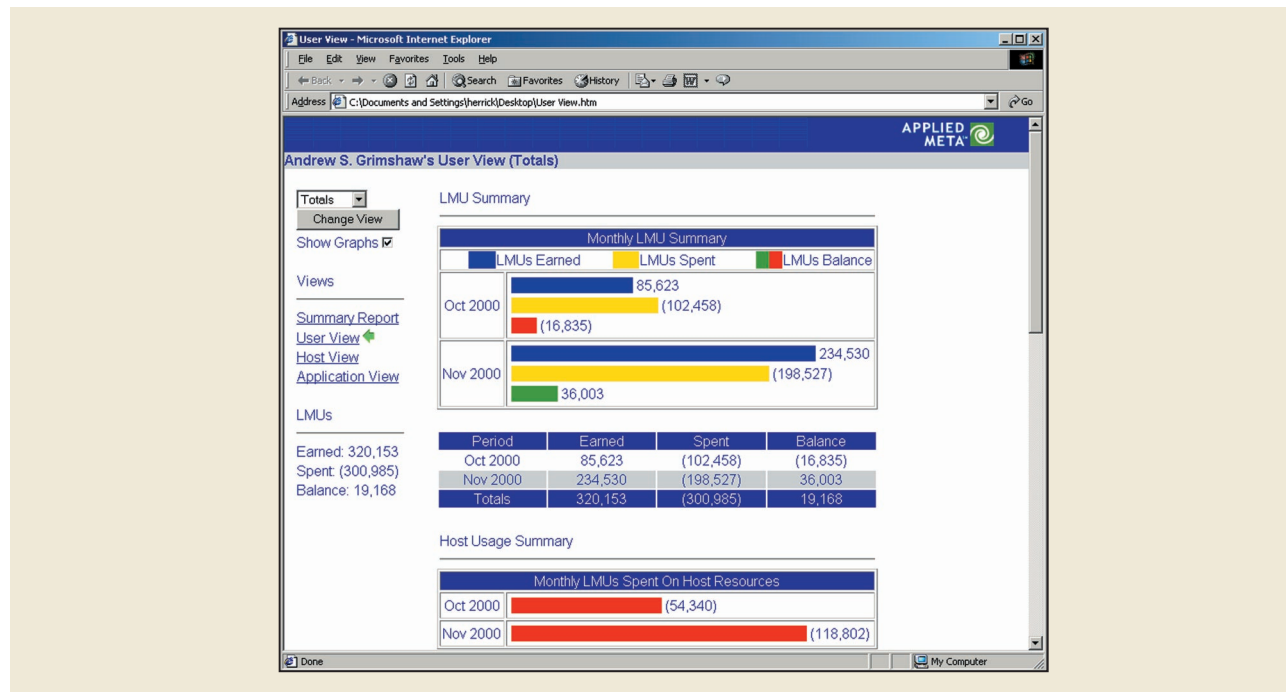 User View - Microsoft Internet Explorer
File Edit View Favorites Tools Help
Back Search Favorites History
Address C:\Documents and Settings\herrick\Desktop\User View.htm Go
APPLIED
META™
Andrew S. Grimshaw's User View (Totals)
Totals
Change View
Show Graphs
Views
Summary Report
User View
Host View
Application View
LMUs
Earned: 320,153
Spent: (300,985)
Balance: 19,168
LMU Summary
Monthly LMU Summary
LMUs Earned LMUs Spent LMUs Balance
Oct 2000
85,623
(102,458)
(16,835)
Nov 2000
234,530
(198,527)
36,003
Period Earned Spent Balance
Oct 2000 85,623 (102,458) (16,835)
Nov 2000 234,530 (198,527) 36,003
Totals 320,153 (300,985) 19,168
Host Usage Summary
Monthly LMUs Spent On Host Resources
Oct 2000 (54,340)
Nov 2000 (118,802)
Done My Computer